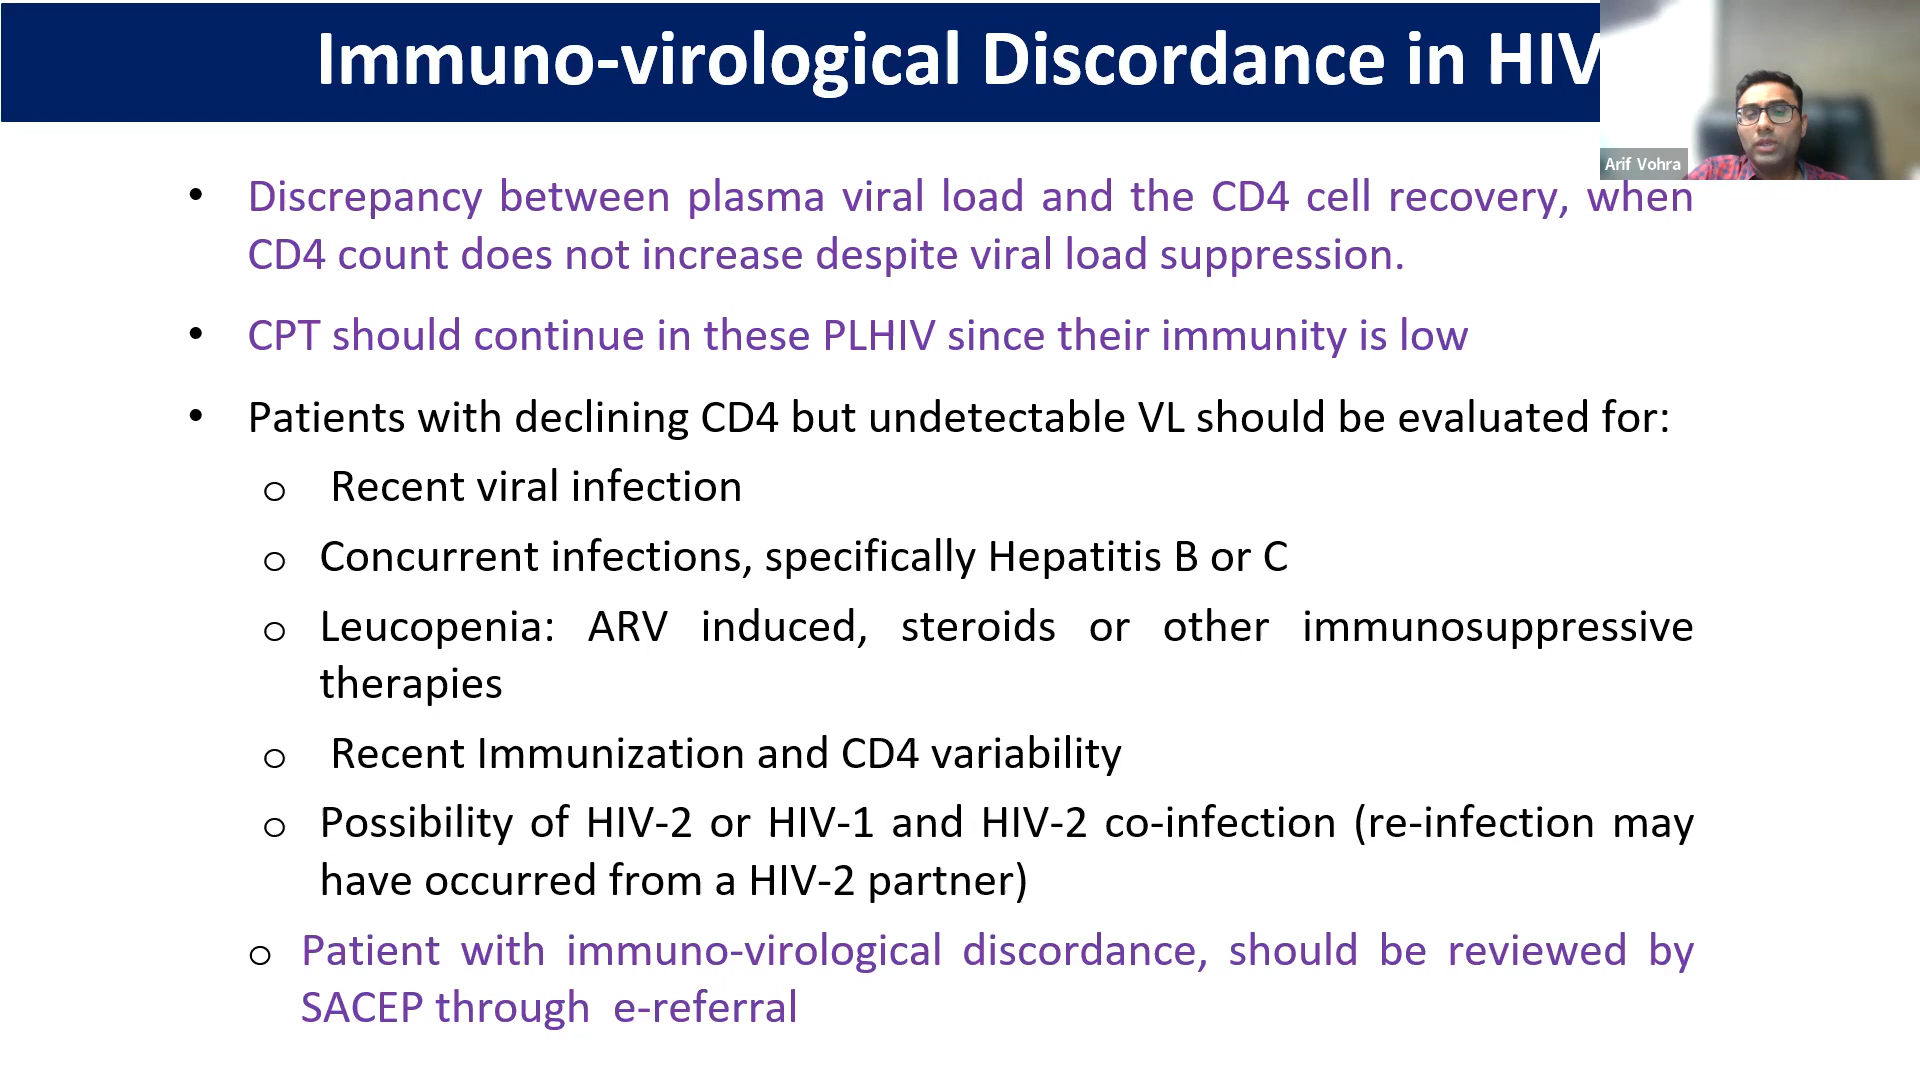 Immuno-virological Discordance in HIV
Arif Vohra
• Discrepancy between plasma viral load and the CD4 cell recovery, when
CD4 count does not increase despite viral load suppression.
• CPT should continue in these PLHIV since their immunity is low
• Patients with declining CD4 but undetectable VL should be evaluated for:
o Recent viral infection
o Concurrent infections, specifically Hepatitis B or C
o Leucopenia: ARV induced, steroids or other immunosuppressive
therapies
o Recent Immunization and CD4 variability
o Possibility of HIV-2 or HIV-1 and HIV-2 co-infection (re-infection may
have occurred from a HIV-2 partner)
o Patient with immuno-virological discordance, should be reviewed by
SACEP through e-referral